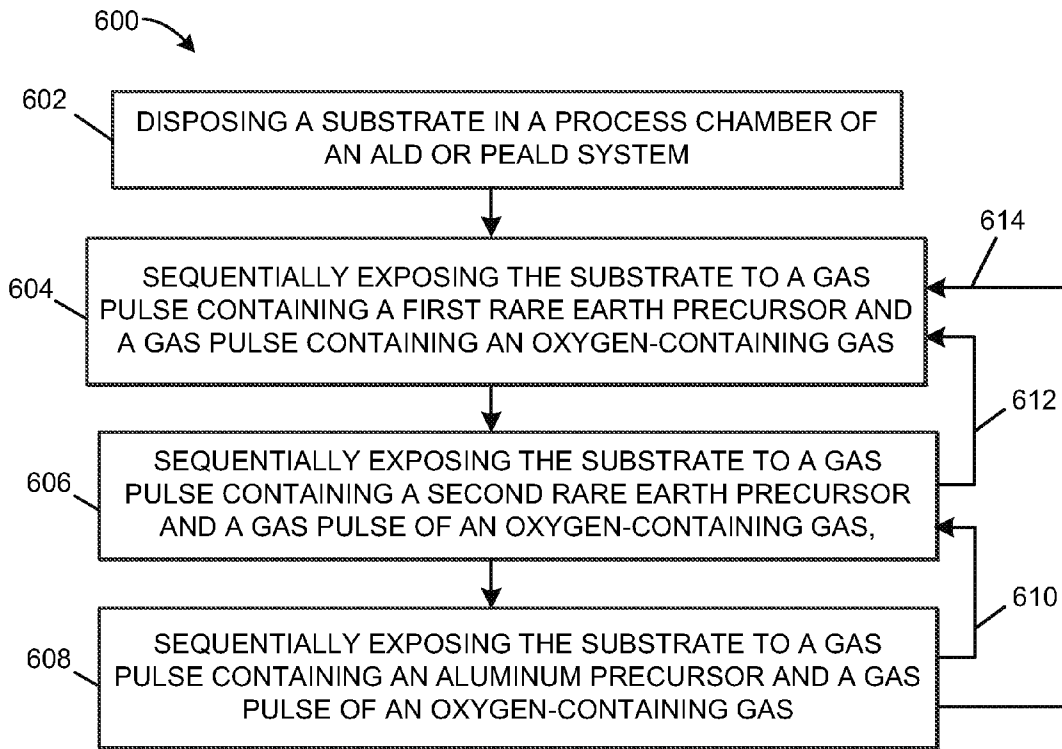 600
602
DISPOSING A SUBSTRATE IN A PROCESS CHAMBER OF
AN ALD OR PEALD SYSTEM
614
604
SEQUENTIALLY EXPOSING THE SUBSTRATE TO A GAS
PULSE CONTAINING A FIRST RARE EARTH PRECURSOR AND
A GAS PULSE CONTAINING AN OXYGEN-CONTAINING GAS
612
606
SEQUENTIALLY EXPOSING THE SUBSTRATE TO A GAS
PULSE CONTAINING A SECOND RARE EARTH PRECURSOR
AND A GAS PULSE OF AN OXYGEN-CONTAINING GAS,
610
608
SEQUENTIALLY EXPOSING THE SUBSTRATE TO A GAS
PULSE CONTAINING AN ALUMINUM PRECURSOR AND A GAS
PULSE OF AN OXYGEN-CONTAINING GAS